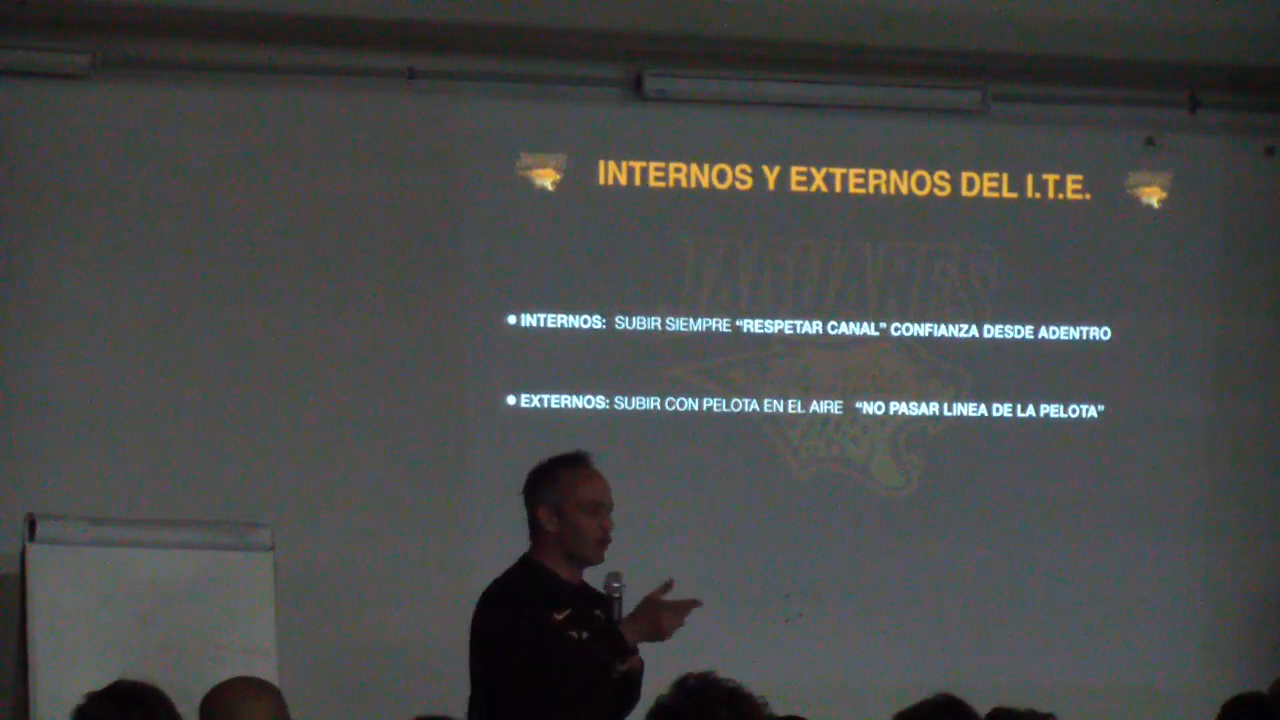 INTERNOS Y EXTERNOS DEL I.T.E.
JAGUARES
• INTERNOS: SUBIR SIEMPRE “RESPETAR CANAL” CONFIANZA DESDE ADENTRO
• EXTERNOS: SUBIR CON PELOTA EN EL AIRE “NO PASAR LINEA DE LA PELOTA”